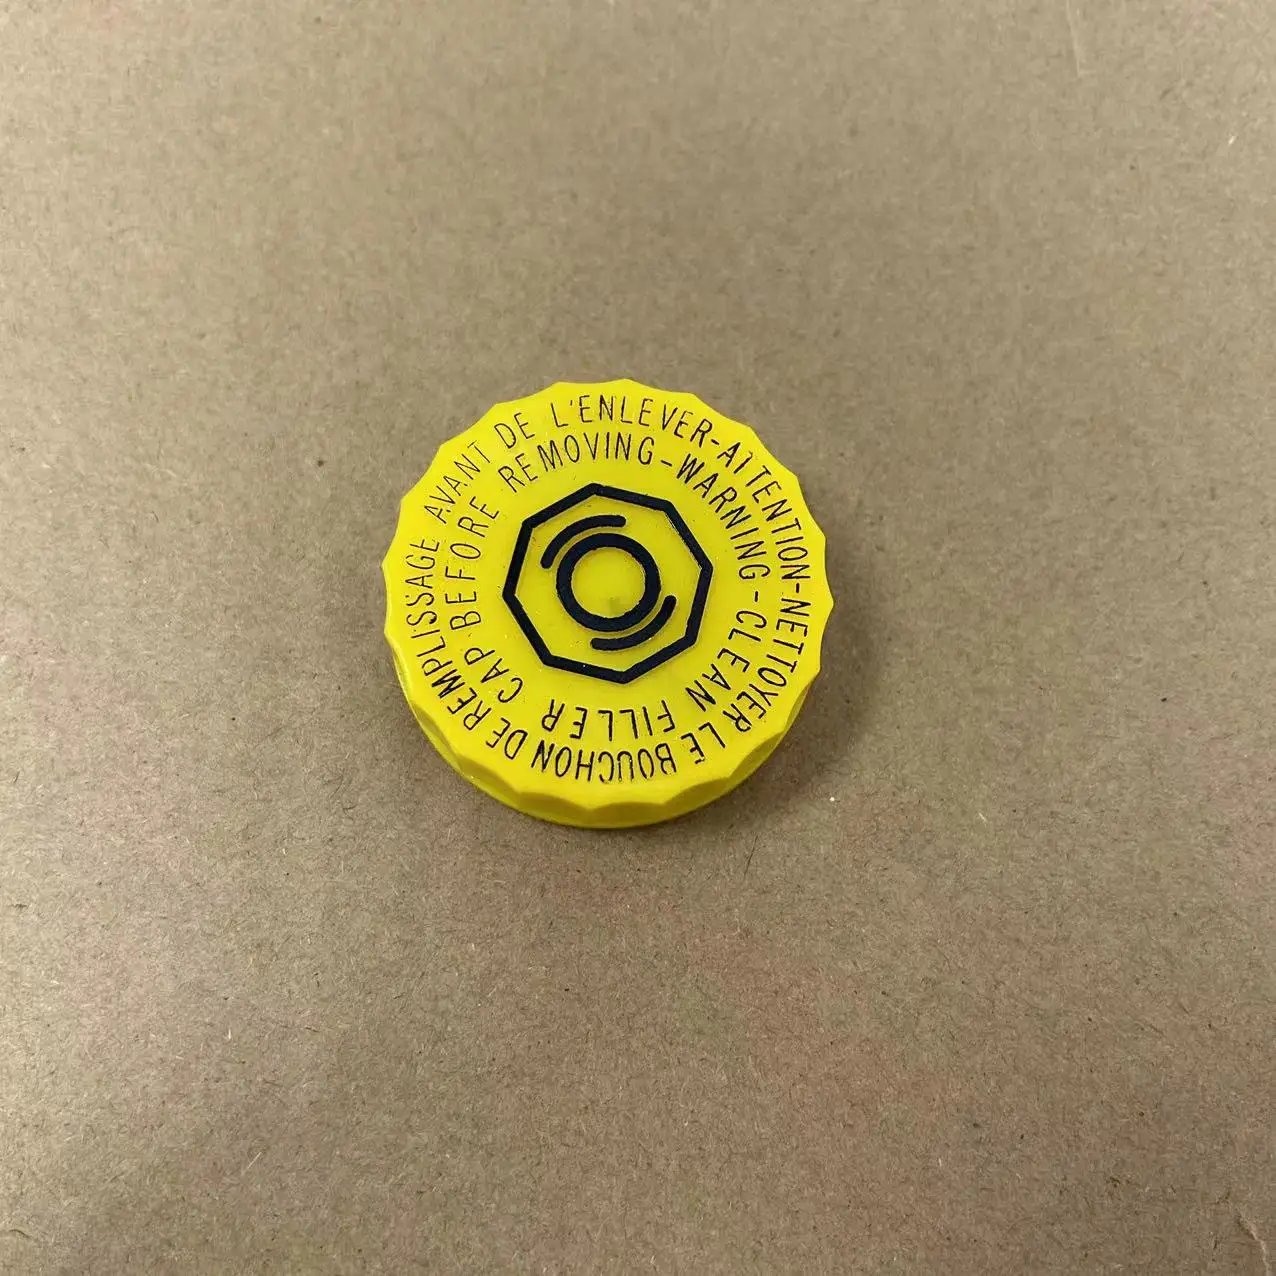 ATTENTION-NETTOYER LE BOUCHON DE REMPLISSAGE AVANT DE L'ENLEVER-
WARNING-CLEAN FILLER CAP BEFORE REMOVING-